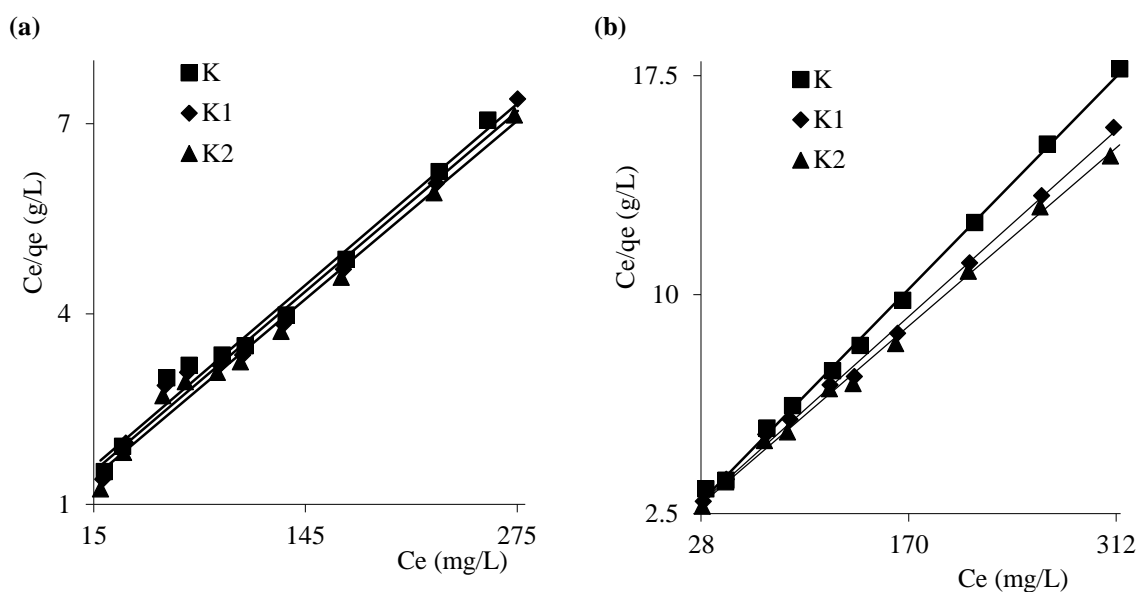 (a)
K
K1
K2
Ce/qe (g/L)
7
4
1
15
145
275
Ce (mg/L)
(b)
K
K1
K2
Ce/qe (g/L)
17.5
10
2.5
28
170
312
Ce (mg/L)